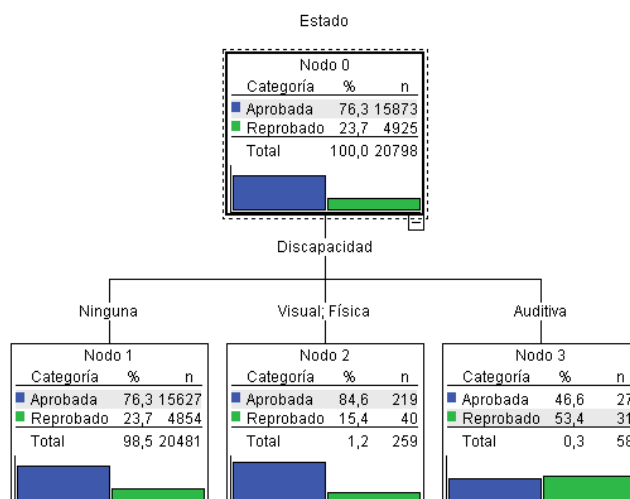 Estado
Nodo 0
Categoría % n
Aprobada 76,3 15873
Reprobado 23,7 4925
Total 100,0 20798
Discapacidad
Ninguna Visual; Física Auditiva
Nodo 1
Categoría % n
Aprobada 76,3 15627
Reprobado 23,7 4854
Total 98,5 20481
Nodo 2
Categoría % n
Aprobada 84,6 219
Reprobado 15,4 40
Total 1,2 259
Nodo 3
Categoría % n
Aprobada 46,6 27
Reprobado 53,4 31
Total 0,3 58